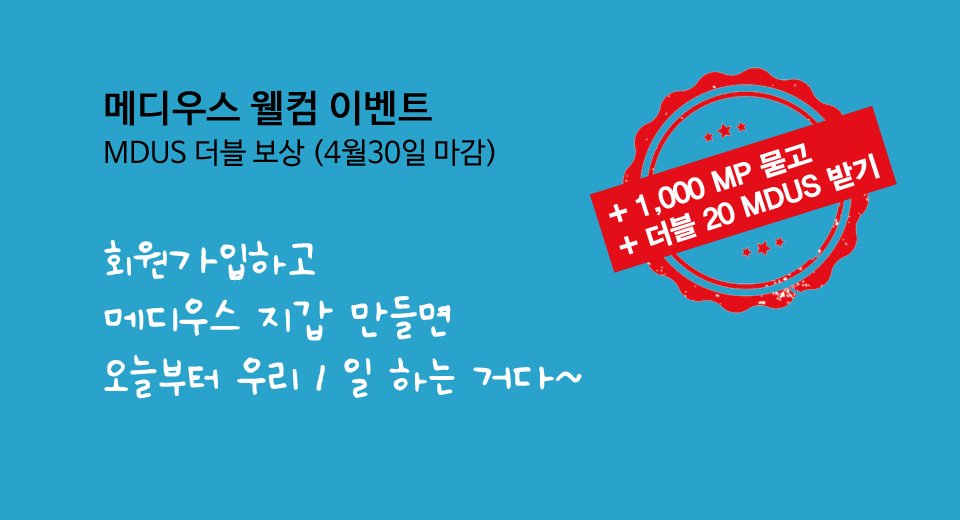 메디우스 웰컴 이벤트
MDUS 더블 보상 (4월30일 마감)
+ 1,000 MP 묻고
+ 더블 20 MDUS 받기
회원가입하고
메디우스 지갑 만들면
오늘부터 우리 1 일 하는 거다~